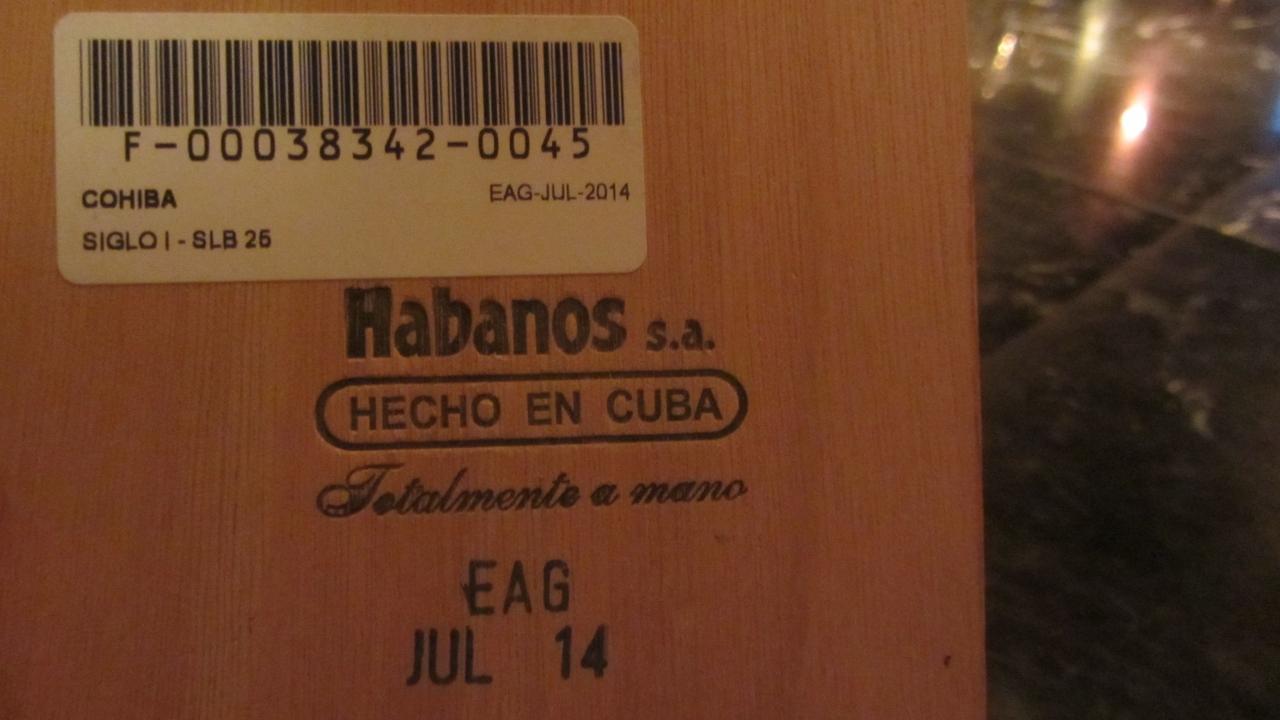 F-00038342-0045
COHIBA EAG-JUL-2014
SIGLO I - SLB 25
Habanos s.a.
HECHO EN CUBA
Totalmente a mano
EAG
JUL 14